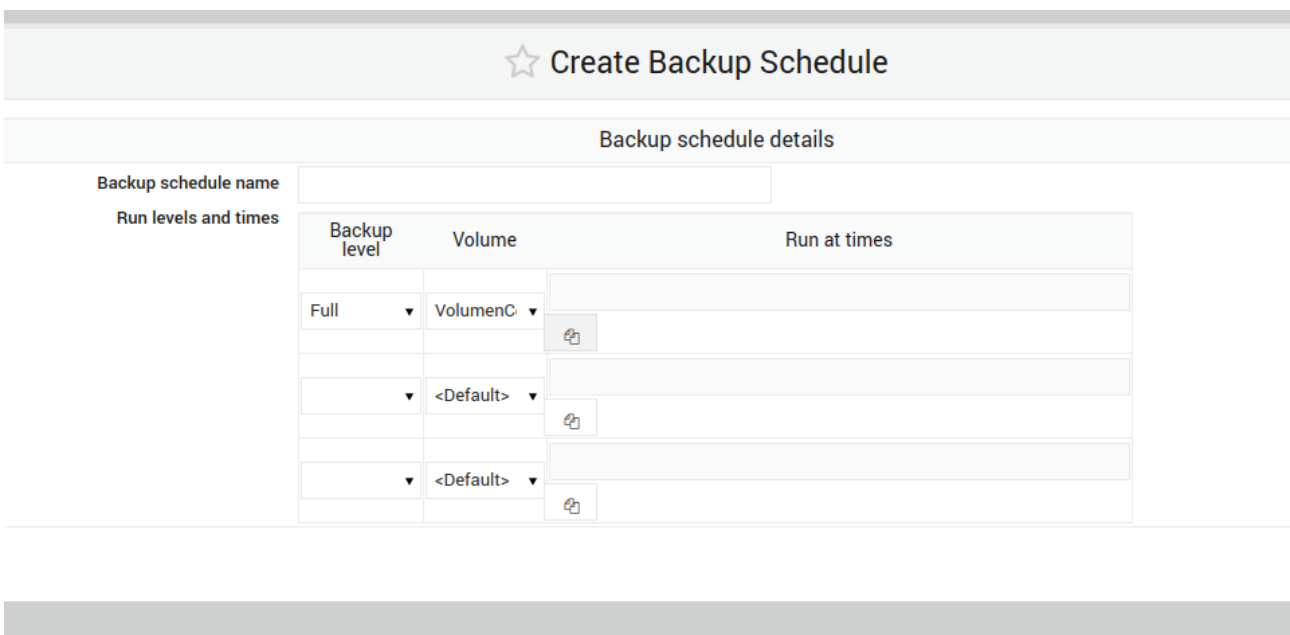 Create Backup Schedule
Backup schedule details
Backup schedule name
Run levels and times
Backup level
Volume
Run at times
Full
VolumenC
<Default>
<Default>